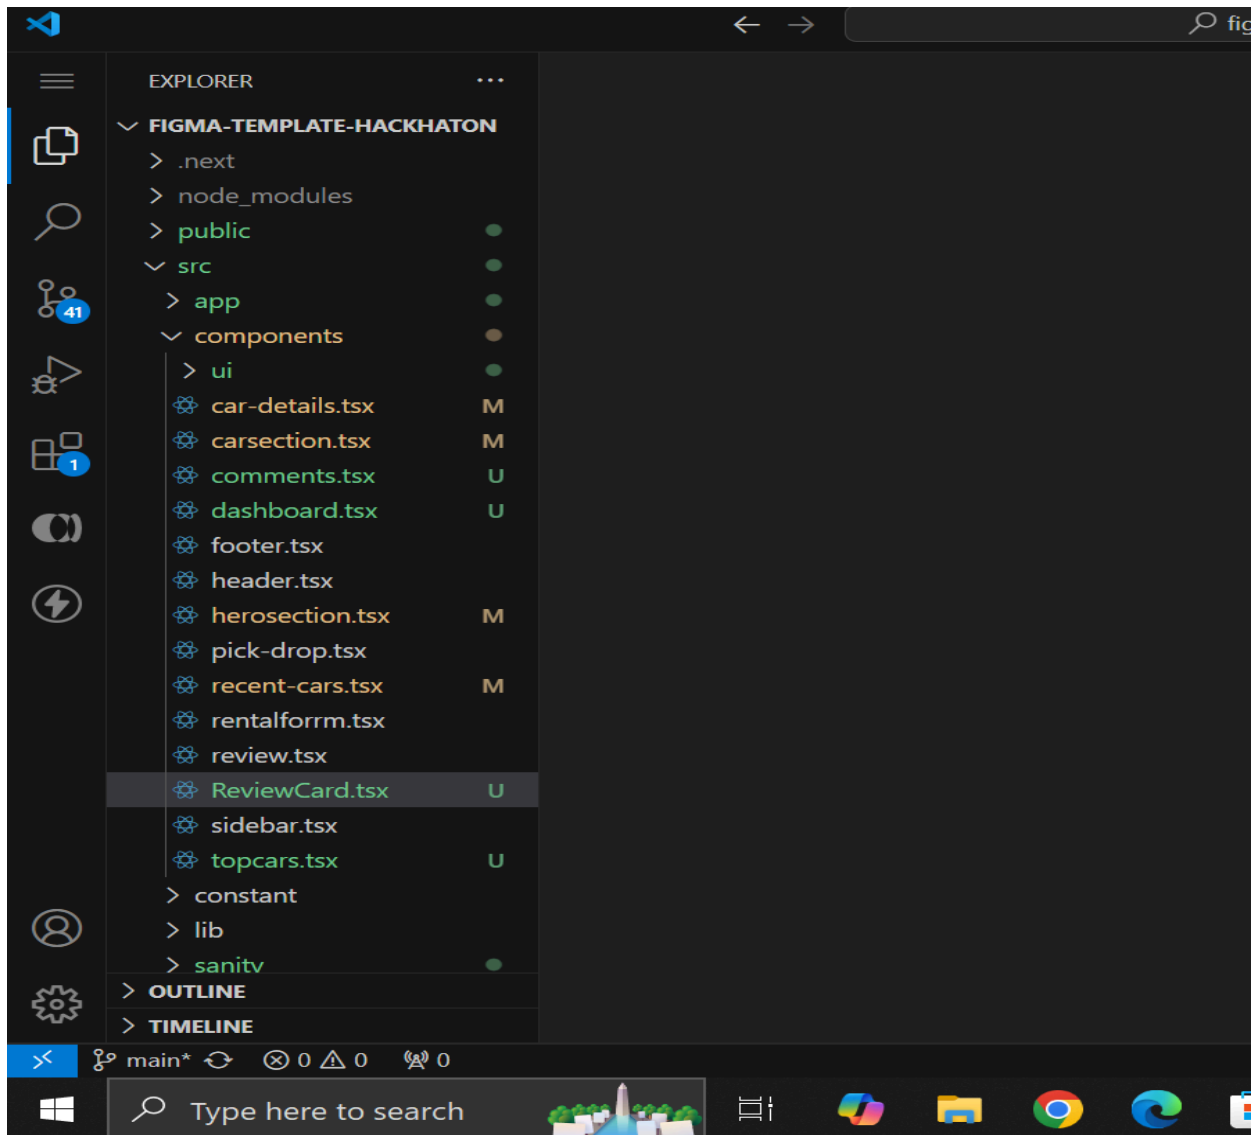 fig
EXPLORER ...
FIGMA-TEMPLATE-HACKHATON
.next
node_modules
public
src
app
components
ui
car-details.tsx M
carsection.tsx M
comments.tsx U
dashboard.tsx U
footer.tsx
header.tsx
herosection.tsx M
pick-drop.tsx
recent-cars.tsx M
rentalforrm.tsx
review.tsx
ReviewCard.tsx U
sidebar.tsx
topcars.tsx U
constant
lib
sanity
OUTLINE
TIMELINE
41
1
main* 0 0 0
Type here to search